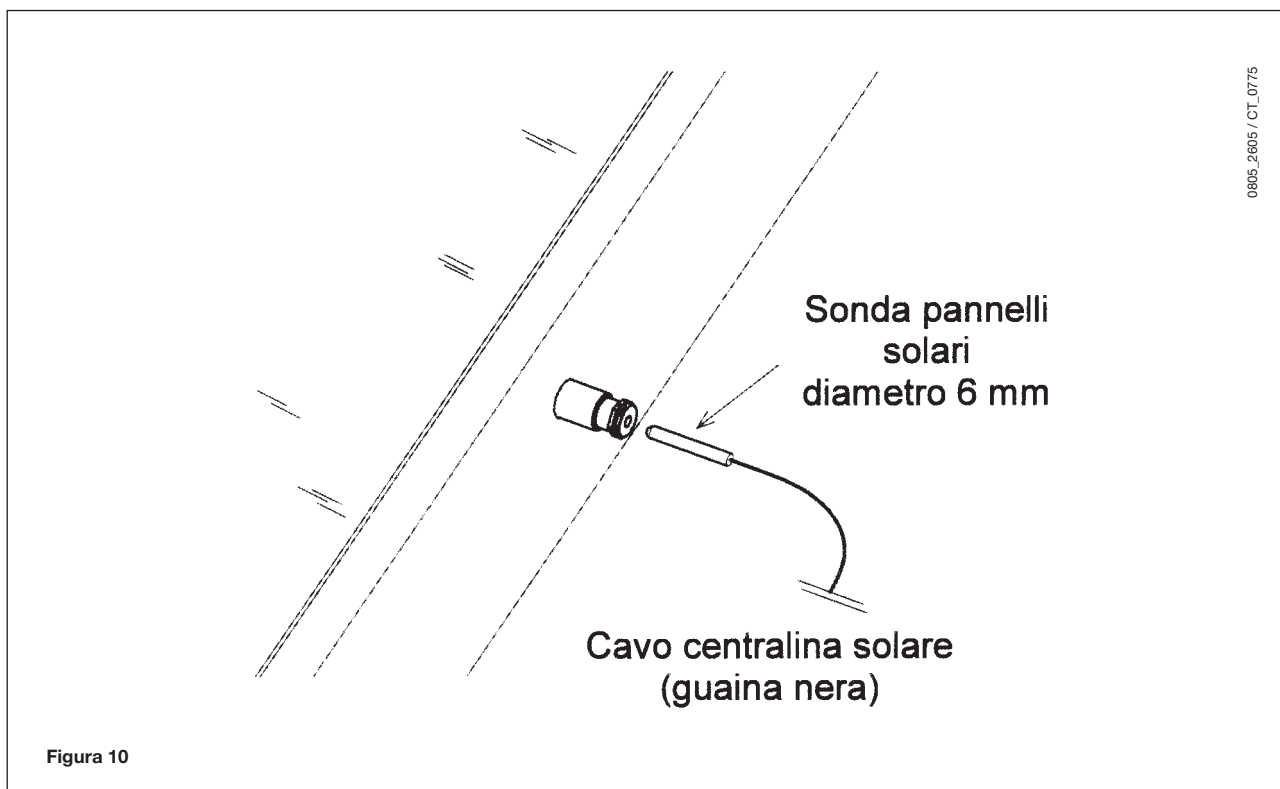 0805_2605 / CT_0775
Sonda pannelli
solari
diametro 6 mm
Cavo centralina solare
(guaina nera)
Figura 10